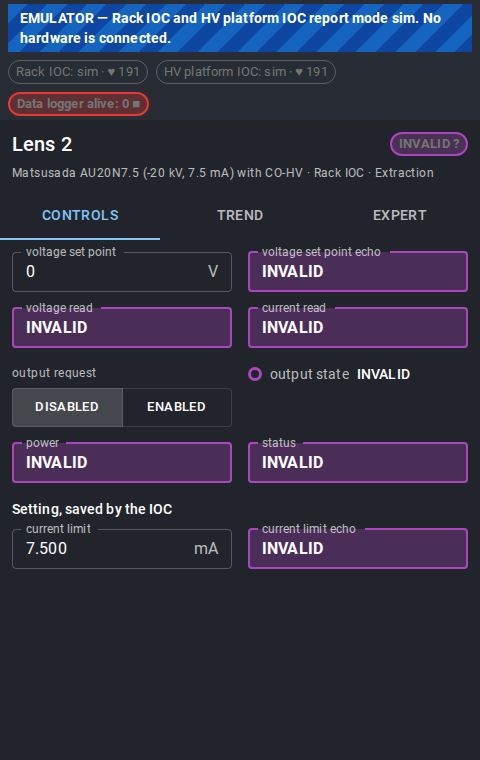 EMULATOR — Rack IOC and HV platform IOC report mode sim. No
hardware is connected.
Rack IOC: sim · ♥ 191
HV platform IOC: sim · ♥ 191
Data logger alive: 0 ■
Lens 2
INVALID ?
Matsusada AU20N7.5 (-20 kV, 7.5 mA) with CO-HV · Rack IOC · Extraction
CONTROLS
TREND
EXPERT
voltage set point
0 V
voltage set point echo
INVALID
voltage read
INVALID
current read
INVALID
output request
DISABLED
ENABLED
output state INVALID
power
INVALID
status
INVALID
Setting, saved by the IOC
current limit
7.500 mA
current limit echo
INVALID